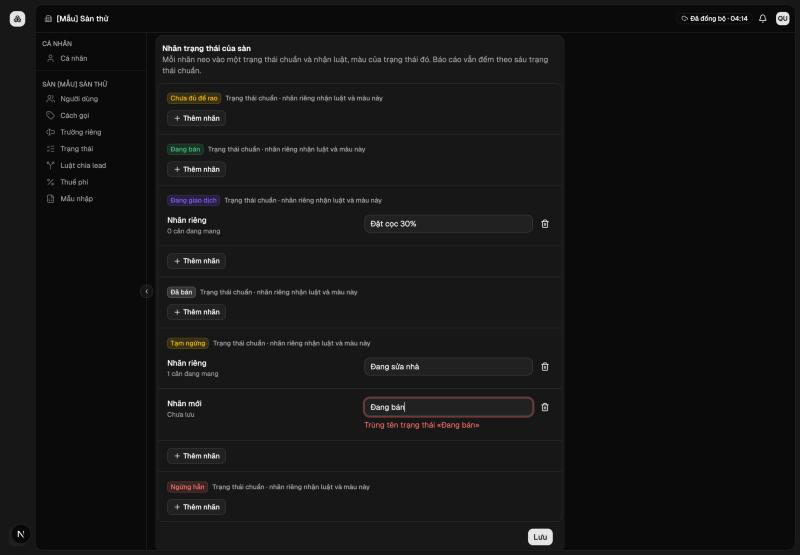 [Mẫu] Sàn thử
Đã đồng bộ · 04:14
QU
CÁ NHÂN
Cá nhân
SÀN [MẪU] SÀN THỬ
Người dùng
Cách gọi
Trường riêng
Trạng thái
Luật chia lead
Thuế phí
Mẫu nhập
Nhãn trạng thái của sàn
Mỗi nhãn neo vào một trạng thái chuẩn và nhận luật, màu của trạng thái đó. Báo cáo vẫn đếm theo sáu trạng
thái chuẩn.
Chưa đủ để rao Trạng thái chuẩn · nhãn riêng nhận luật và màu này
+ Thêm nhãn
Đang bán Trạng thái chuẩn · nhãn riêng nhận luật và màu này
+ Thêm nhãn
Đang giao dịch Trạng thái chuẩn · nhãn riêng nhận luật và màu này
Nhãn riêng
0 căn đang mang
Đặt cọc 30%
+ Thêm nhãn
Đã bán Trạng thái chuẩn · nhãn riêng nhận luật và màu này
+ Thêm nhãn
Tạm ngừng Trạng thái chuẩn · nhãn riêng nhận luật và màu này
Nhãn riêng
1 căn đang mang
Đang sửa nhà
Nhãn mới
Chưa lưu
Đang bán
Trùng tên trạng thái «Đang bán»
+ Thêm nhãn
Ngừng hẳn Trạng thái chuẩn · nhãn riêng nhận luật và màu này
+ Thêm nhãn
Lưu
N